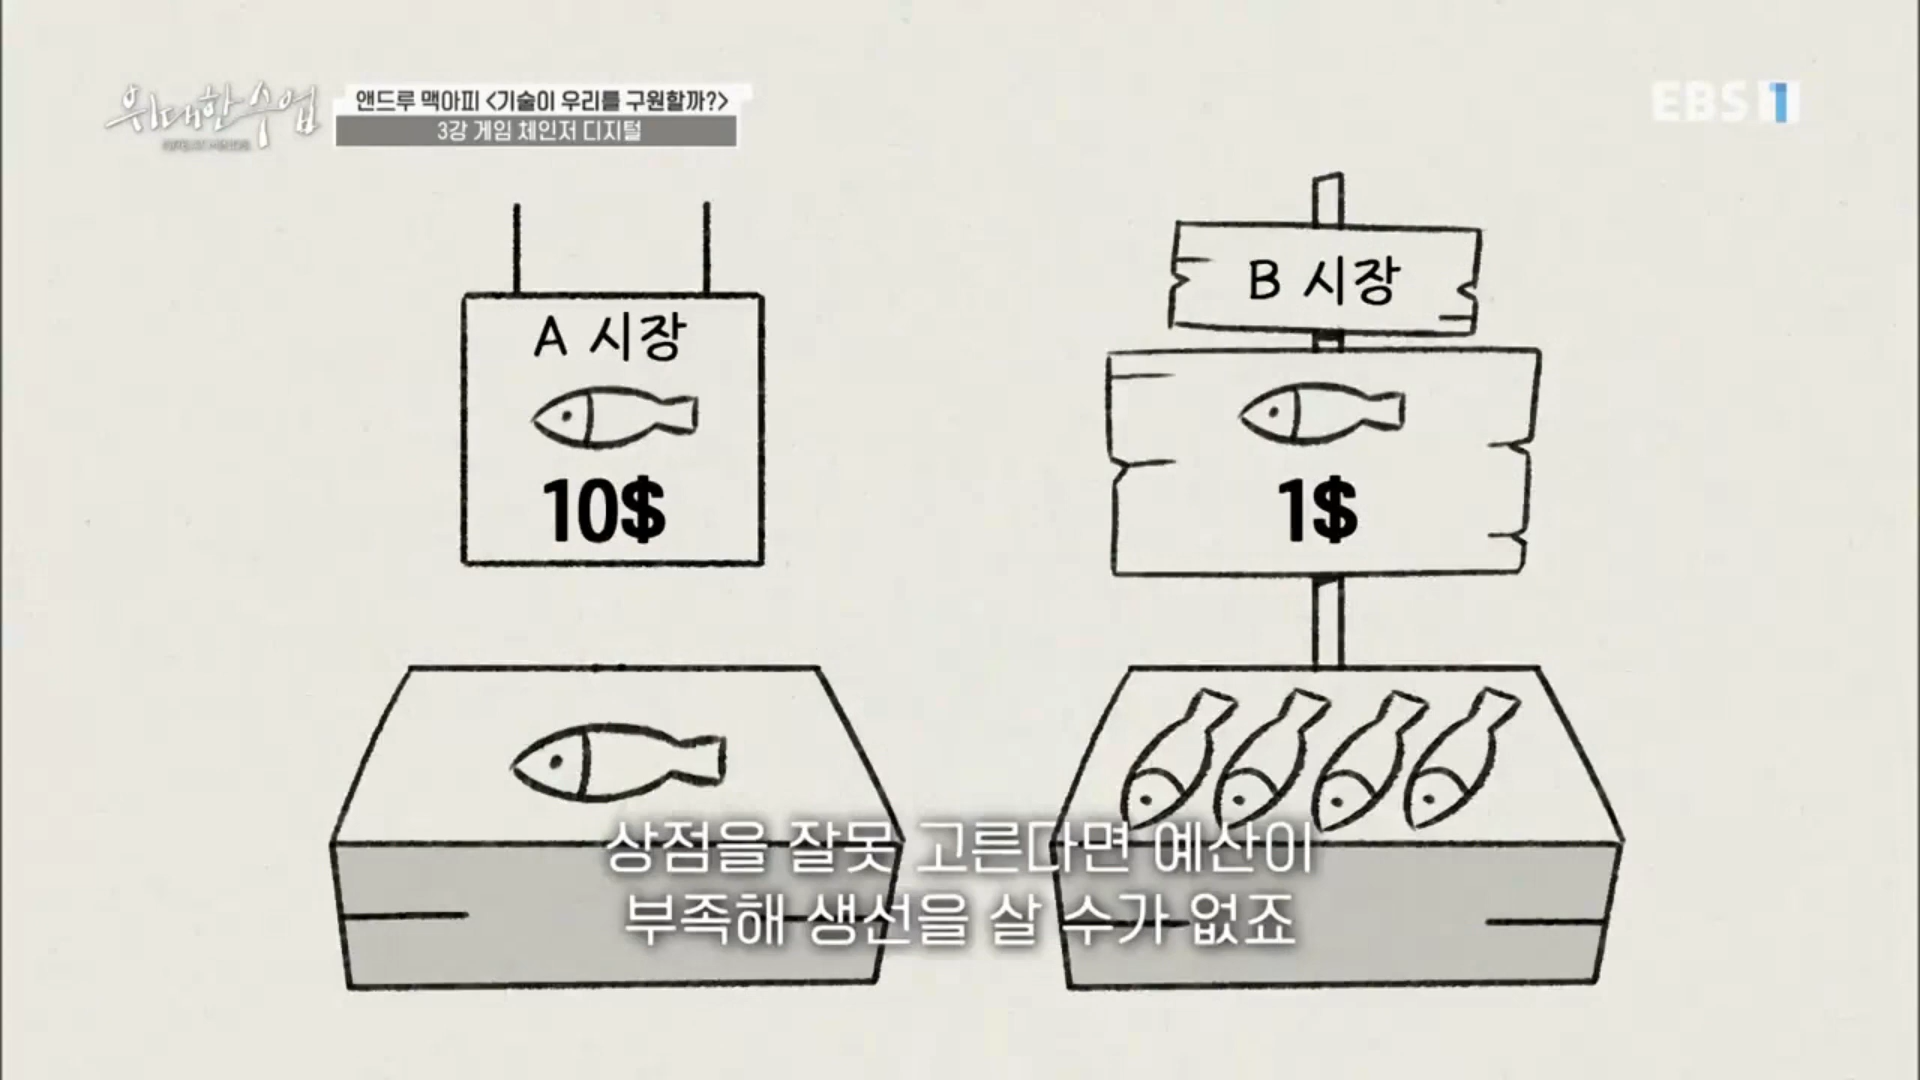 위대한 수업
GREAT MINDS
앤드루 맥아피 <기술이 우리를 구원할까?>
3강 게임 체인저 디지털
EBS 1
A 시장
10$
B 시장
1$
상점을 잘못 고른다면 예산이
부족해 생선을 살 수가 없죠